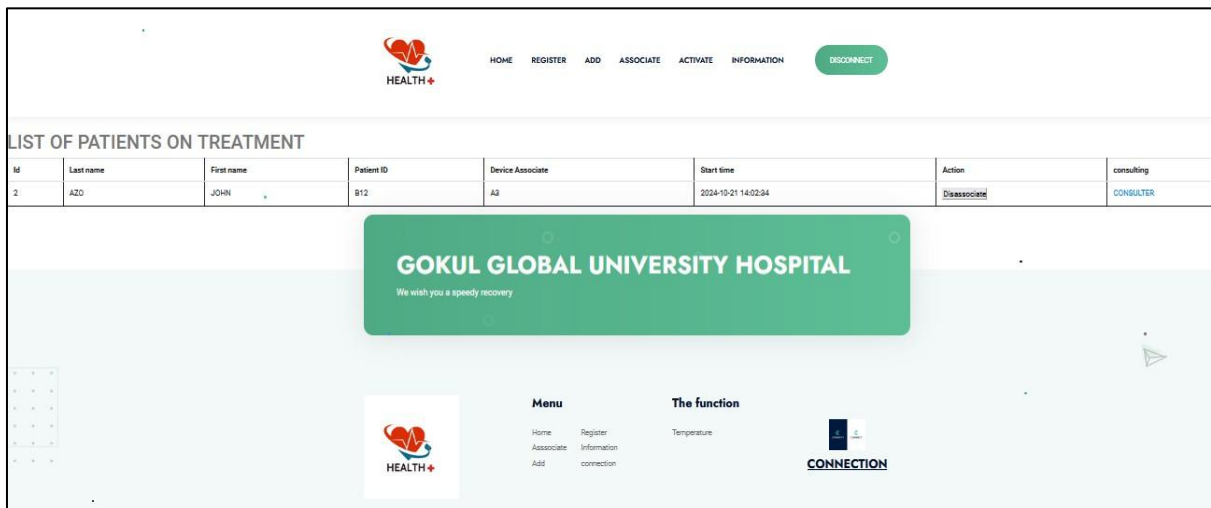 HEALTH+
HOME REGISTER ADD ASSOCIATE ACTIVATE INFORMATION DISCONNECT
LIST OF PATIENTS ON TREATMENT
Id Last name First name Patient ID Device Associate Start time Action consulting
2 AZO JOHN B12 A3 2024-10-21 14:02:34 Disassociate CONSULTER
GOKUL GLOBAL UNIVERSITY HOSPITAL
We wish you a speedy recovery
Menu The function
Home Register Temperature
Asssociate Information
Add connection
HEALTH+
CONNECTION